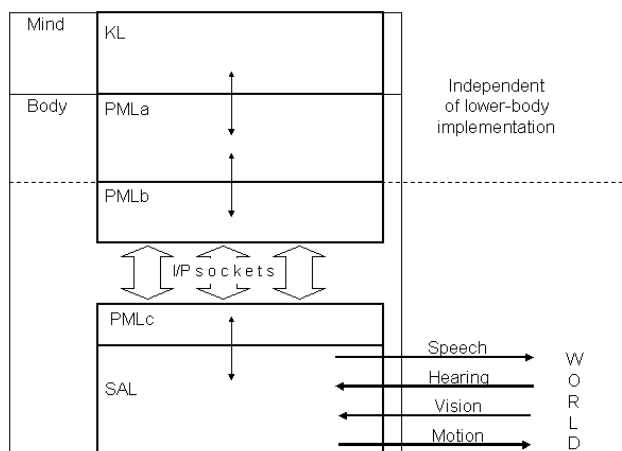 Mind
KL
Independent
of lower-body
implementation
Body
PMLa
PMLb
I/P sockets
PMLc
SAL
Speech
Hearing
Vision
Motion
W
O
R
L
D